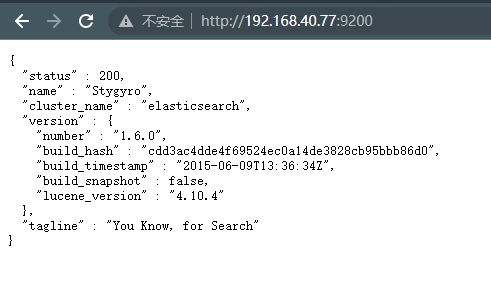 不安全 | http://192.168.40.77:9200
{
  "status" : 200,
  "name" : "Stygyro",
  "cluster_name" : "elasticsearch",
  "version" : {
    "number" : "1.6.0",
    "build_hash" : "cdd3ac4dde4f69524ec0a14de3828cb95bbb86d0",
    "build_timestamp" : "2015-06-09T13:36:34Z",
    "build_snapshot" : false,
    "lucene_version" : "4.10.4"
  },
  "tagline" : "You Know, for Search"
}